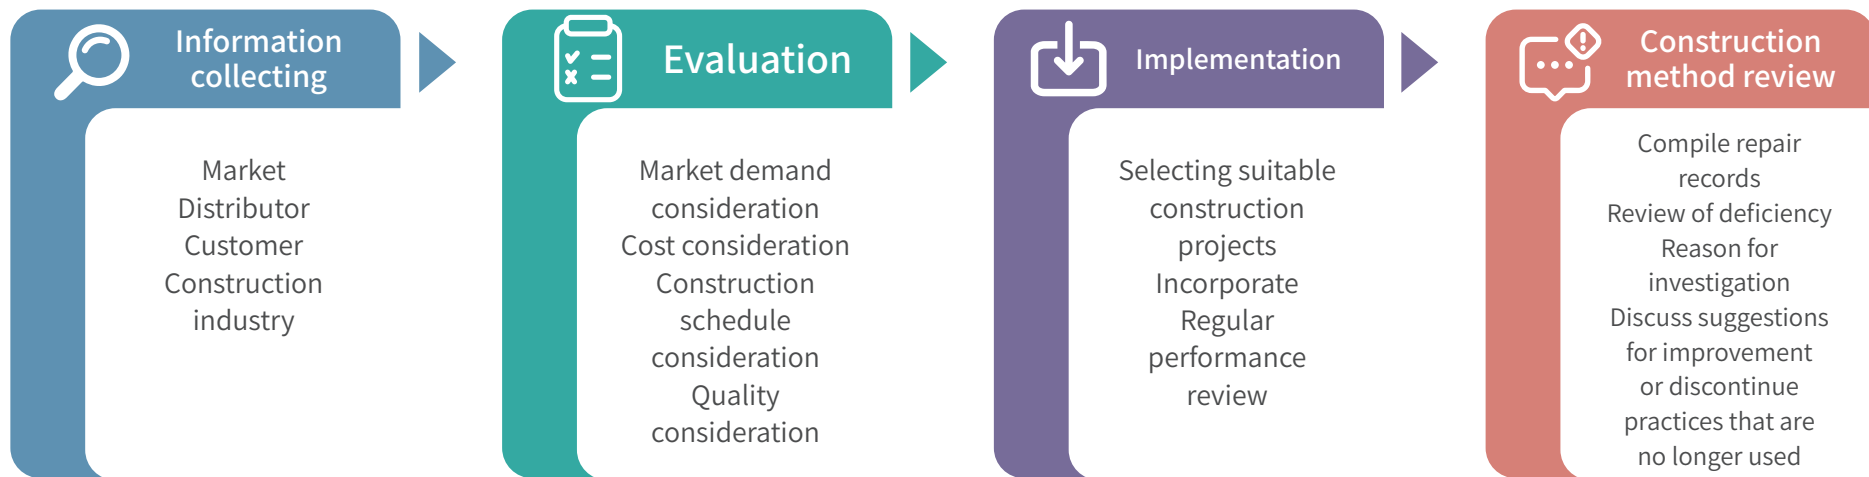 Information
collecting
Market
Distributor
Customer
Construction
industry
Evaluation
Market demand
consideration
Cost consideration
Construction
schedule
consideration
Quality
consideration
Implementation
Selecting suitable
construction
projects
Incorporate
Regular
performance
review
Construction
method review
Compile repair
records
Review of deficiency
Reason for
investigation
Discuss suggestions
for improvement
or discontinue
practices that are
no longer used